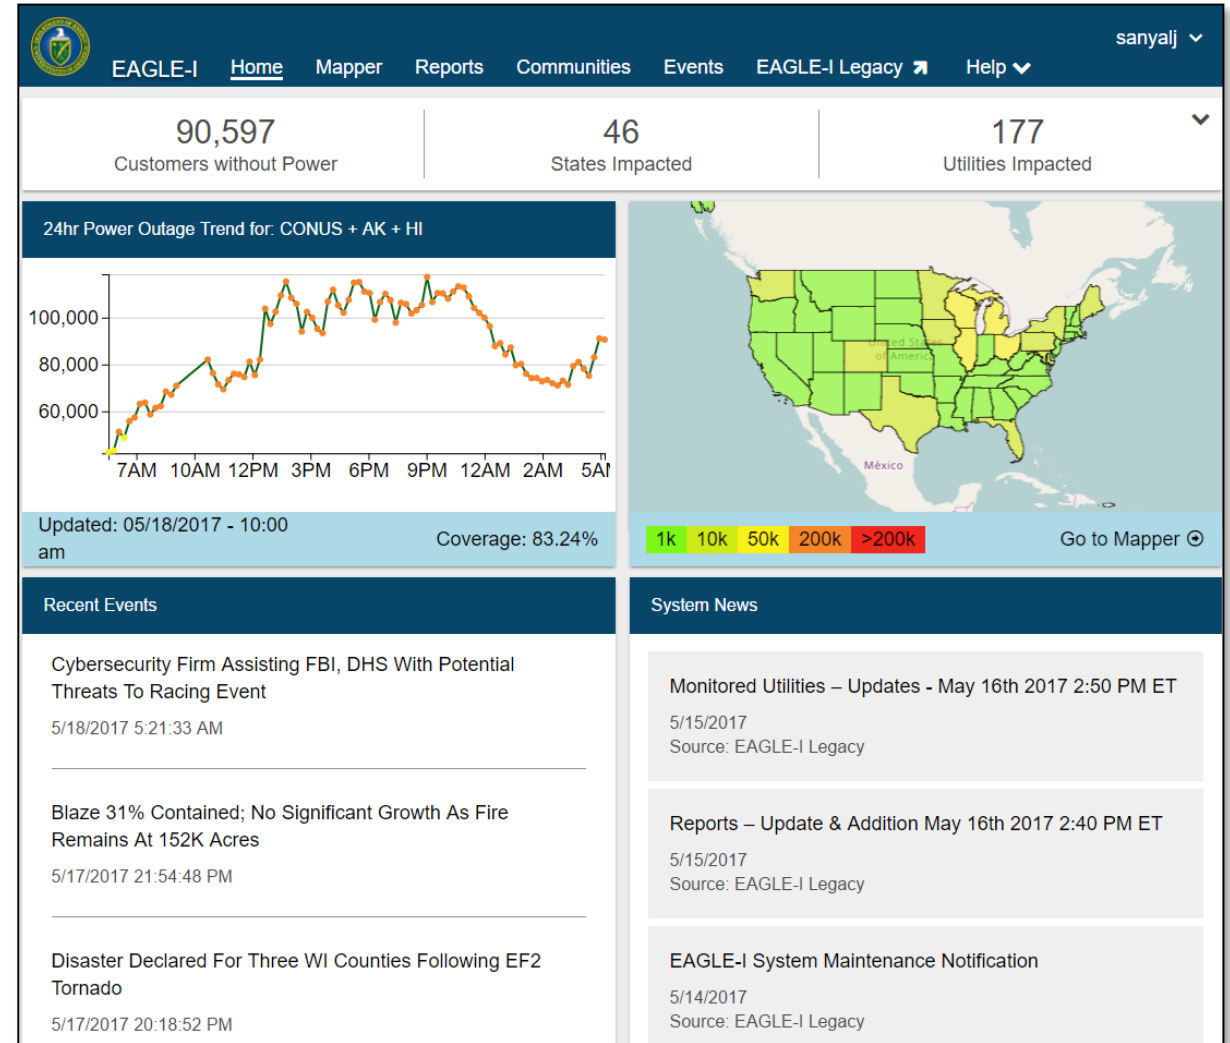 sanyalj
EAGLE-I Home Mapper Reports Communities Events EAGLE-I Legacy Help
90,597
Customers without Power
46
States Impacted
177
Utilities Impacted
24hr Power Outage Trend for: CONUS + AK + HI
100,000
80,000
60,000
7AM 10AM 12PM 3PM 6PM 9PM 12AM 2AM 5AM
Updated: 05/18/2017 - 10:00
am
Coverage: 83.24%
United States
of America
México
1k 10k 50k 200k >200k
Go to Mapper
Recent Events
Cybersecurity Firm Assisting FBI, DHS With Potential
Threats To Racing Event
5/18/2017 5:21:33 AM
Blaze 31% Contained; No Significant Growth As Fire
Remains At 152K Acres
5/17/2017 21:54:48 PM
Disaster Declared For Three WI Counties Following EF2
Tornado
5/17/2017 20:18:52 PM
System News
Monitored Utilities – Updates - May 16th 2017 2:50 PM ET
5/15/2017
Source: EAGLE-I Legacy
Reports – Update & Addition May 16th 2017 2:40 PM ET
5/15/2017
Source: EAGLE-I Legacy
EAGLE-I System Maintenance Notification
5/14/2017
Source: EAGLE-I Legacy